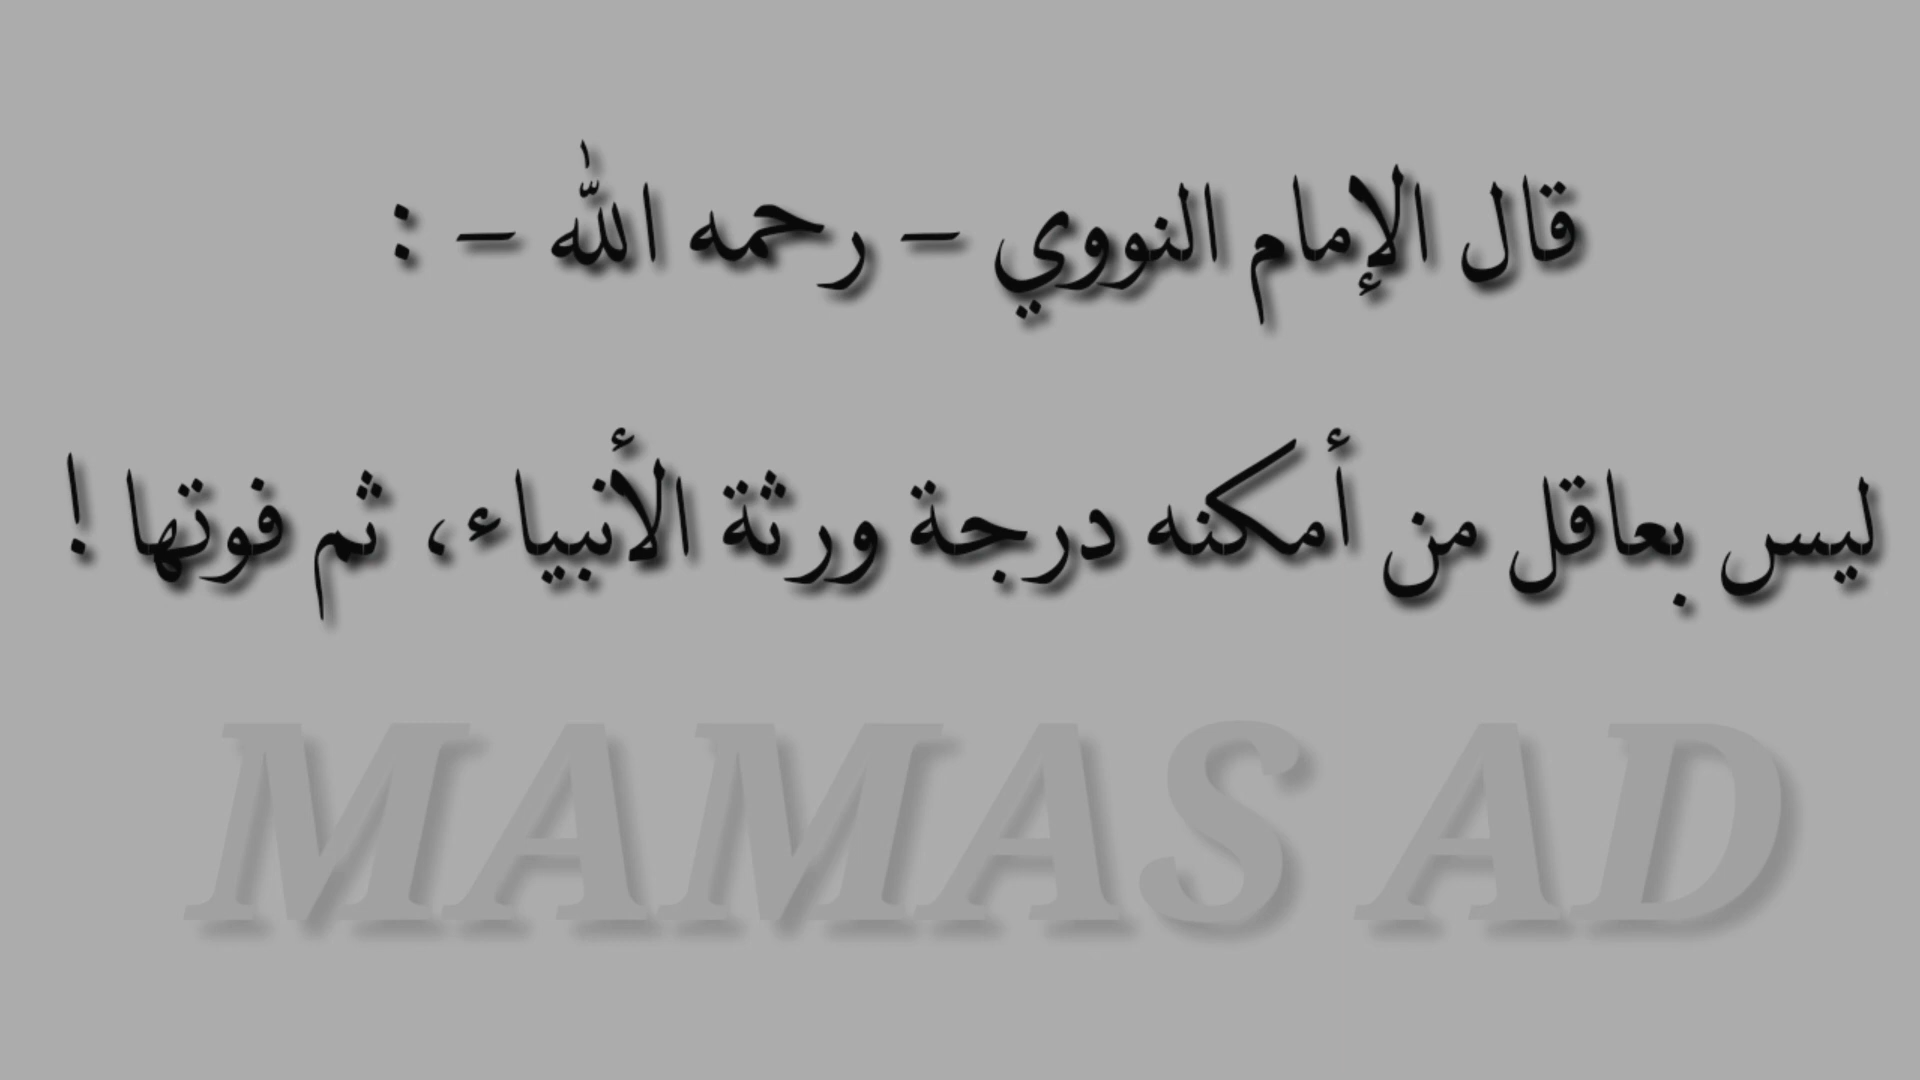 قال الإمام النووي – رحمه الله – :
ليس بعاقل من أمكنه درجة ورثة الأنبياء، ثم فوتها !
MAMAS AD